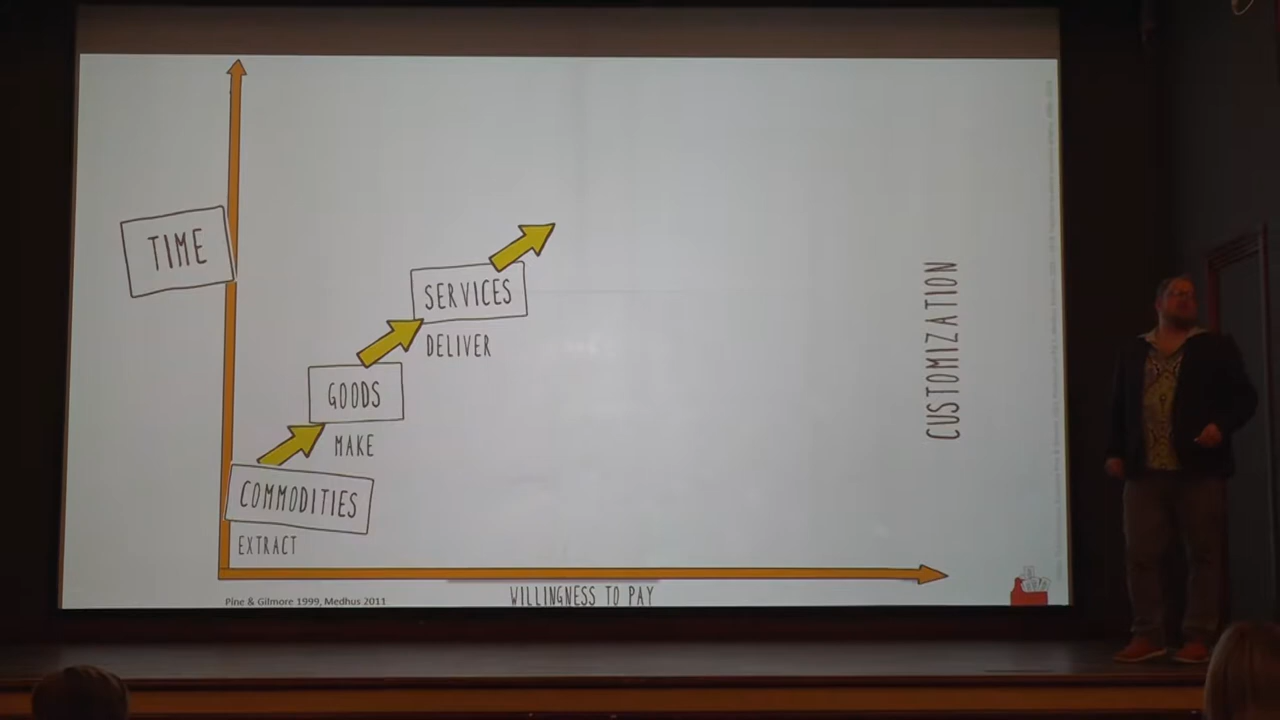 TIME
SERVICES
DELIVER
GOODS
MAKE
COMMODITIES
EXTRACT
CUSTOMIZATION
WILLINGNESS TO PAY
Pine & Gilmore 1999, Medhus 2011